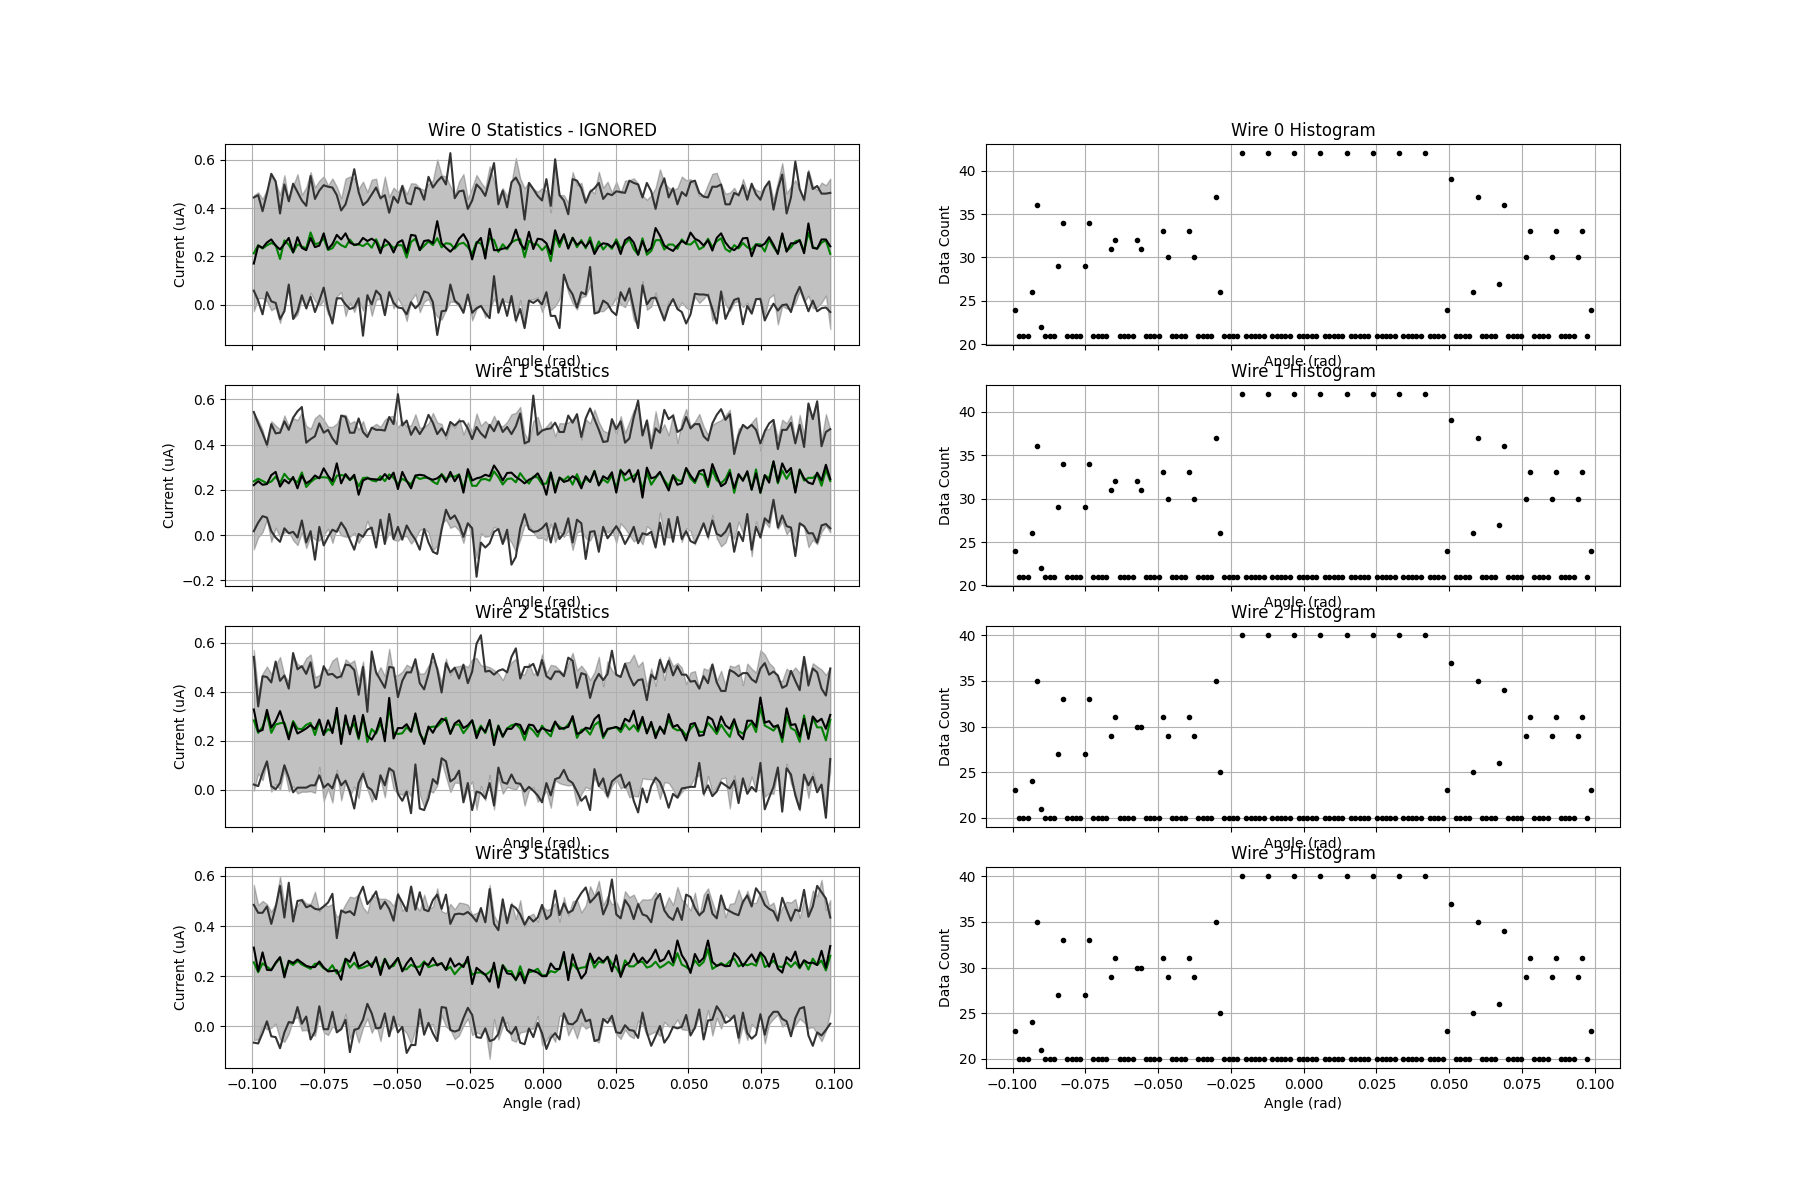 Wire 0 Statistics - IGNORED
Wire 0 Histogram
0.6
0.4
0.2
0.0
Current (uA)
Angle (rad)
40
35
30
25
20
Data Count
Angle (rad)
Wire 1 Statistics
Wire 1 Histogram
0.6
0.4
0.2
0.0
−0.2
Current (uA)
Angle (rad)
40
35
30
25
20
Data Count
Angle (rad)
Wire 2 Statistics
Wire 2 Histogram
0.6
0.4
0.2
0.0
Current (uA)
Angle (rad)
40
35
30
25
20
Data Count
Angle (rad)
Wire 3 Statistics
Wire 3 Histogram
0.6
0.4
0.2
0.0
Current (uA)
−0.100 −0.075 −0.050 −0.025 0.000 0.025 0.050 0.075 0.100
Angle (rad)
40
35
30
25
20
Data Count
−0.100 −0.075 −0.050 −0.025 0.000 0.025 0.050 0.075 0.100
Angle (rad)